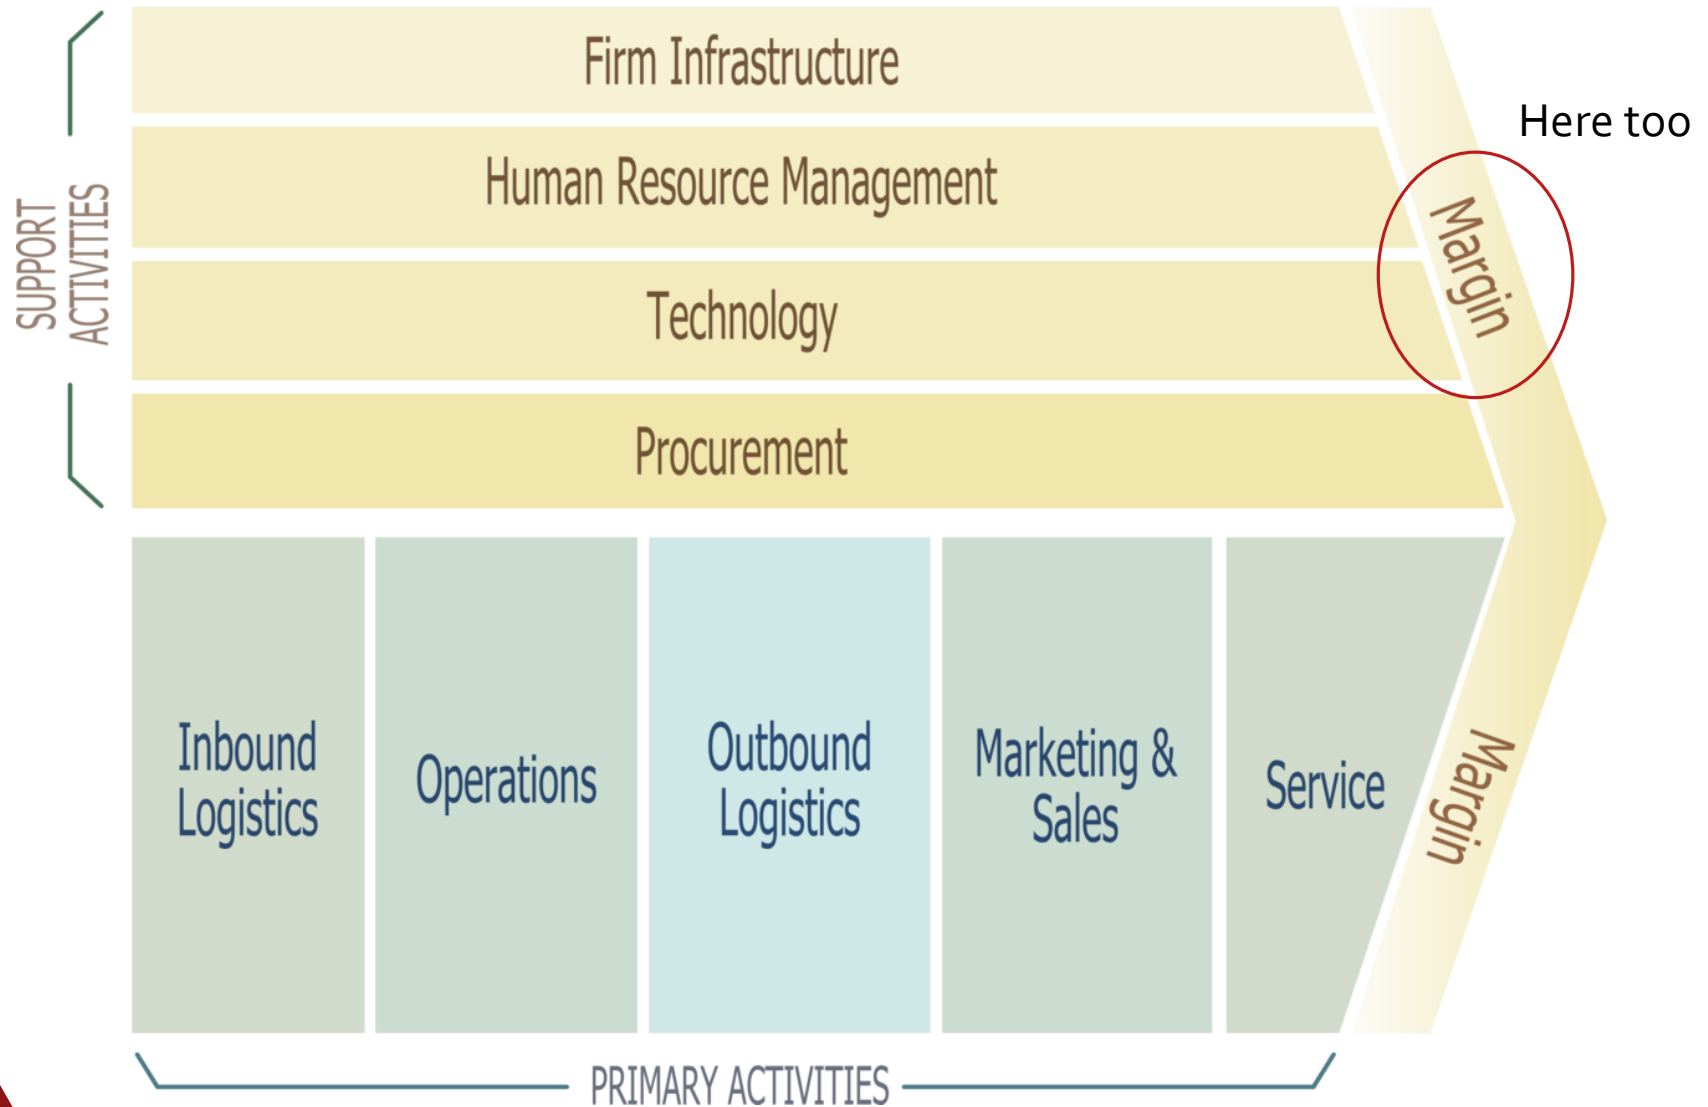 Firm Infrastructure
Here too
Human Resource Management
Margin
SUPPORT
ACTIVITIES
Technology
Procurement
Inbound
Logistics
Operations
Outbound
Logistics
Marketing &
Sales
Service
Margin
PRIMARY ACTIVITIES